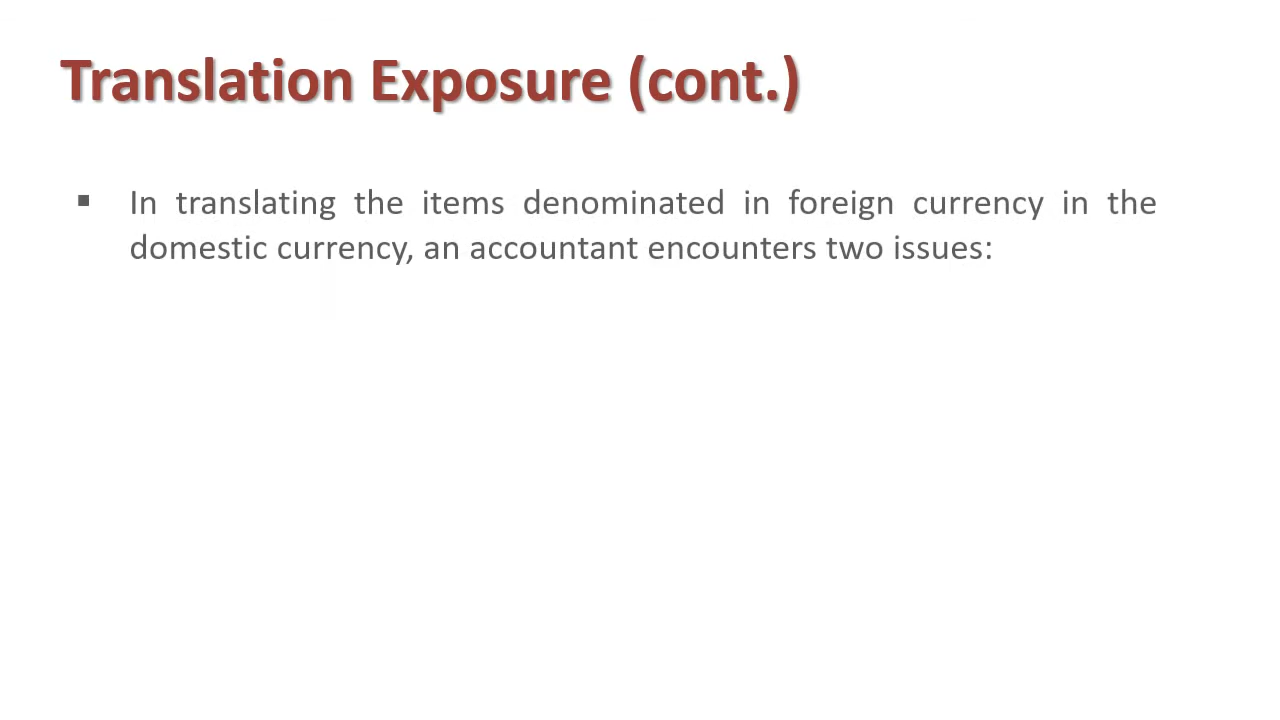 Translation Exposure (cont.)
▪ In translating the items denominated in foreign currency in the
domestic currency, an accountant encounters two issues: